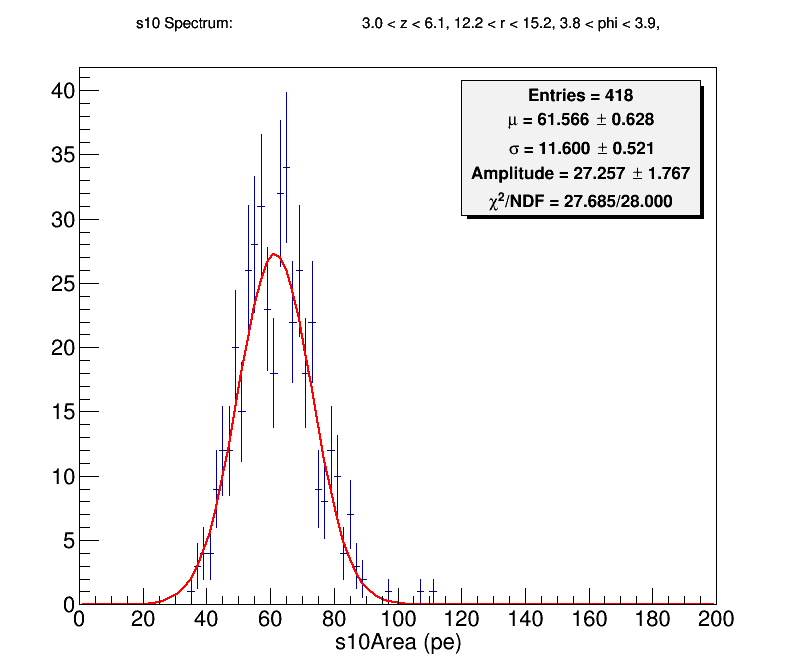 s10 Spectrum: 3.0 < z < 6.1, 12.2 < r < 15.2, 3.8 < phi < 3.9,
Entries = 418
μ = 61.566 ± 0.628
σ = 11.600 ± 0.521
Amplitude = 27.257 ± 1.767
χ²/NDF = 27.685/28.000
40
35
30
25
20
15
10
5
0
0 20 40 60 80 100 120 140 160 180 200
s10Area (pe)